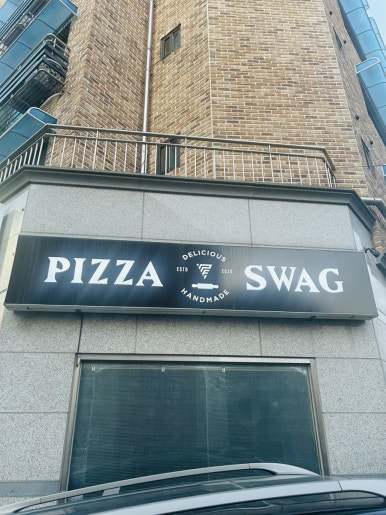 PIZZA SWAG
DELICIOUS
ESTD 2020
HANDMADE